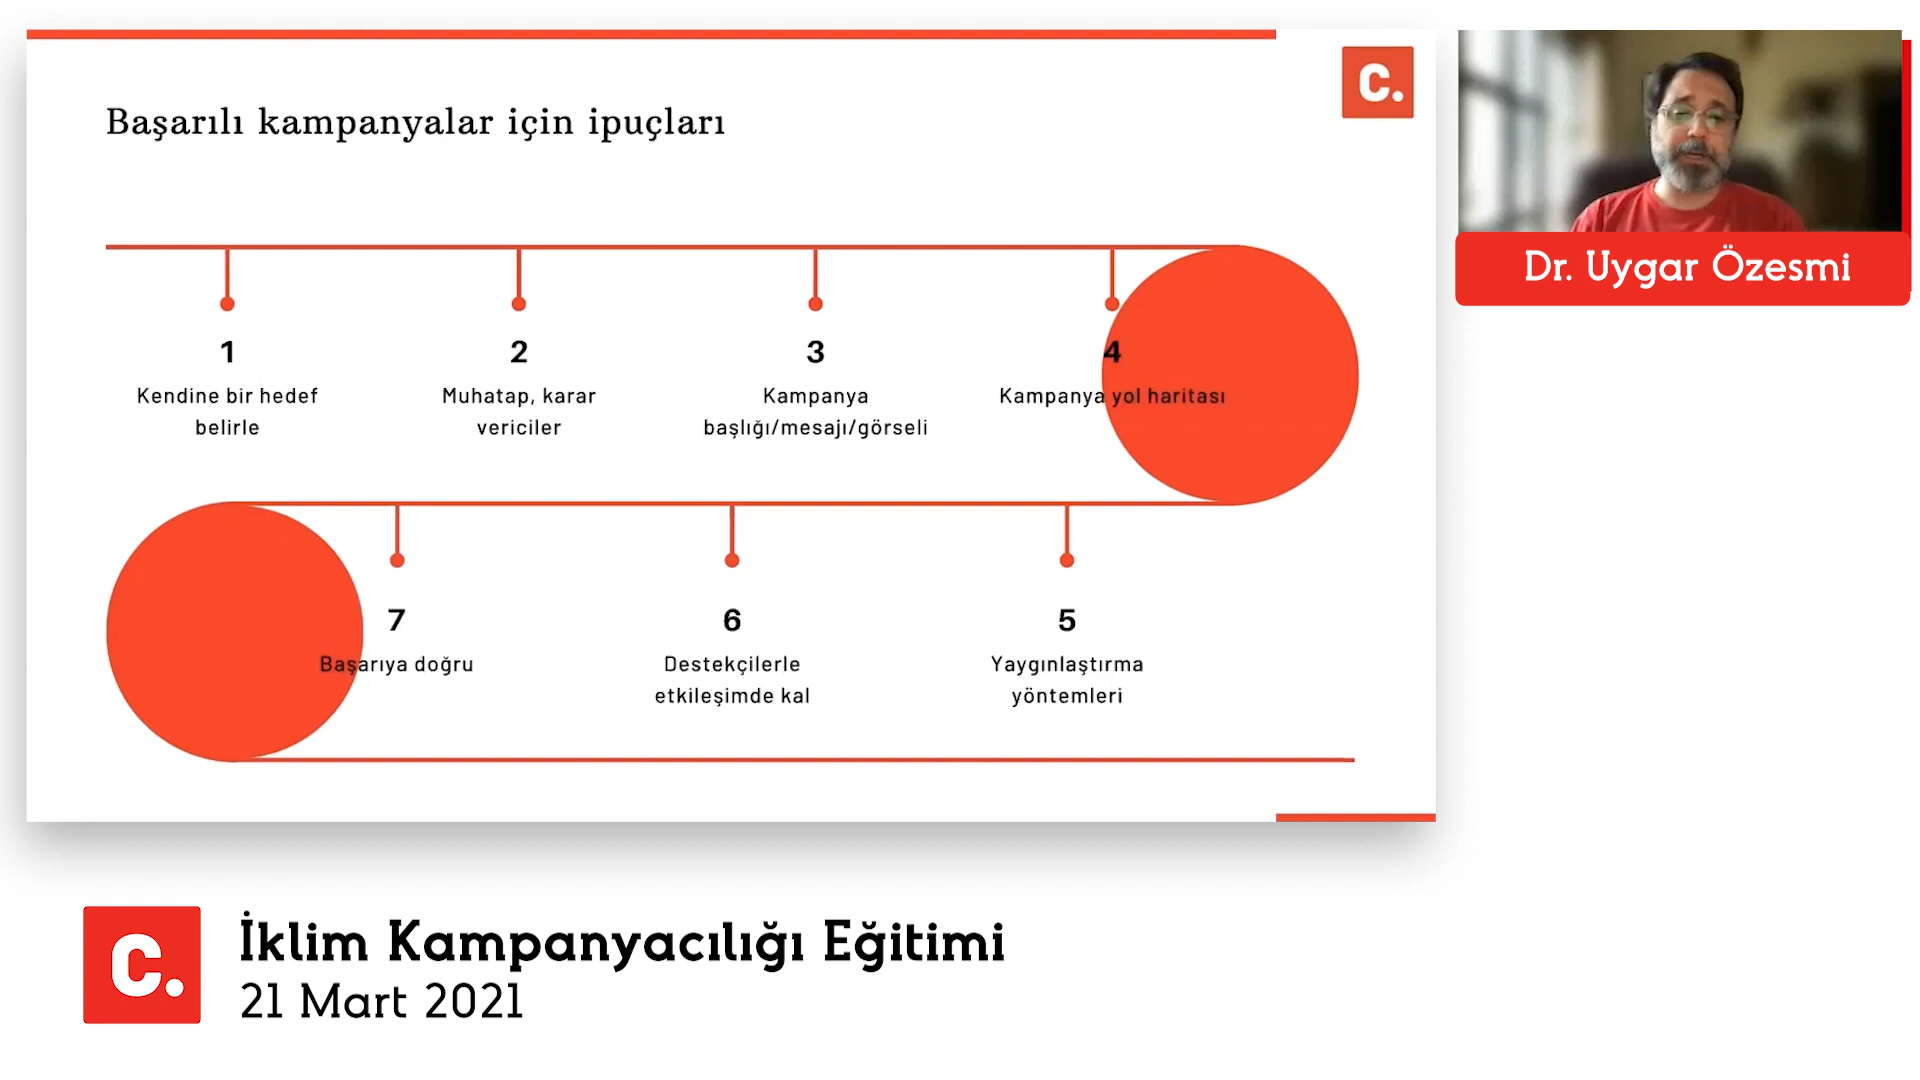 Başarılı kampanyalar için ipuçları
C.
1
Kendine bir hedef
belirle
2
Muhatap, karar
vericiler
3
Kampanya
başlığı/mesajı/görseli
4
Kampanya yol haritası
7
Başarıya doğru
6
Destekçilerle
etkileşimde kal
5
Yaygınlaştırma
yöntemleri
Dr. Uygar Özesmi
C.
İklim Kampanyacılığı Eğitimi
21 Mart 2021